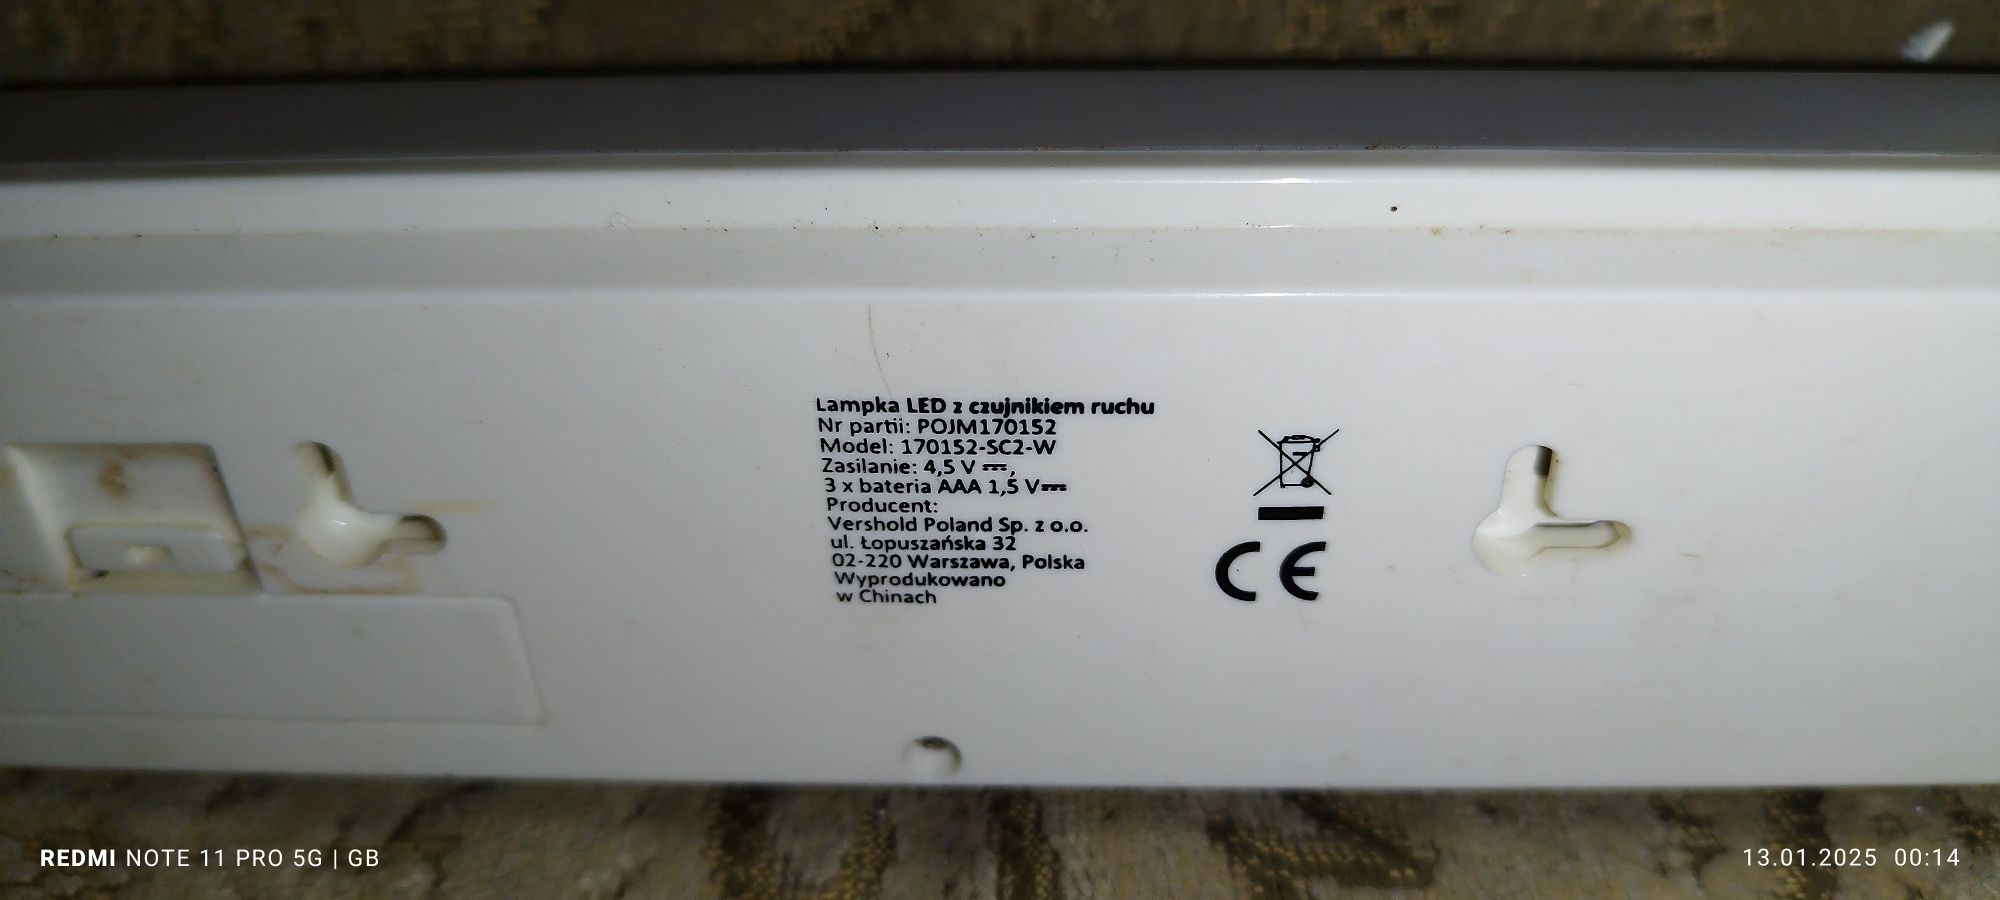 Lampka LED z czujnikiem ruchu
Nr partii: POJM170152
Model: 170152-SC2-W
Zasilanie: 4,5 V ⎓,
3 x bateria AAA 1,5 V⎓
Producent:
Vershold Poland Sp. z o.o.
ul. Łopuszańska 32
02-220 Warszawa, Polska
Wyprodukowano
w Chinach
CE
REDMI NOTE 11 PRO 5G | GB
13.01.2025 00:14